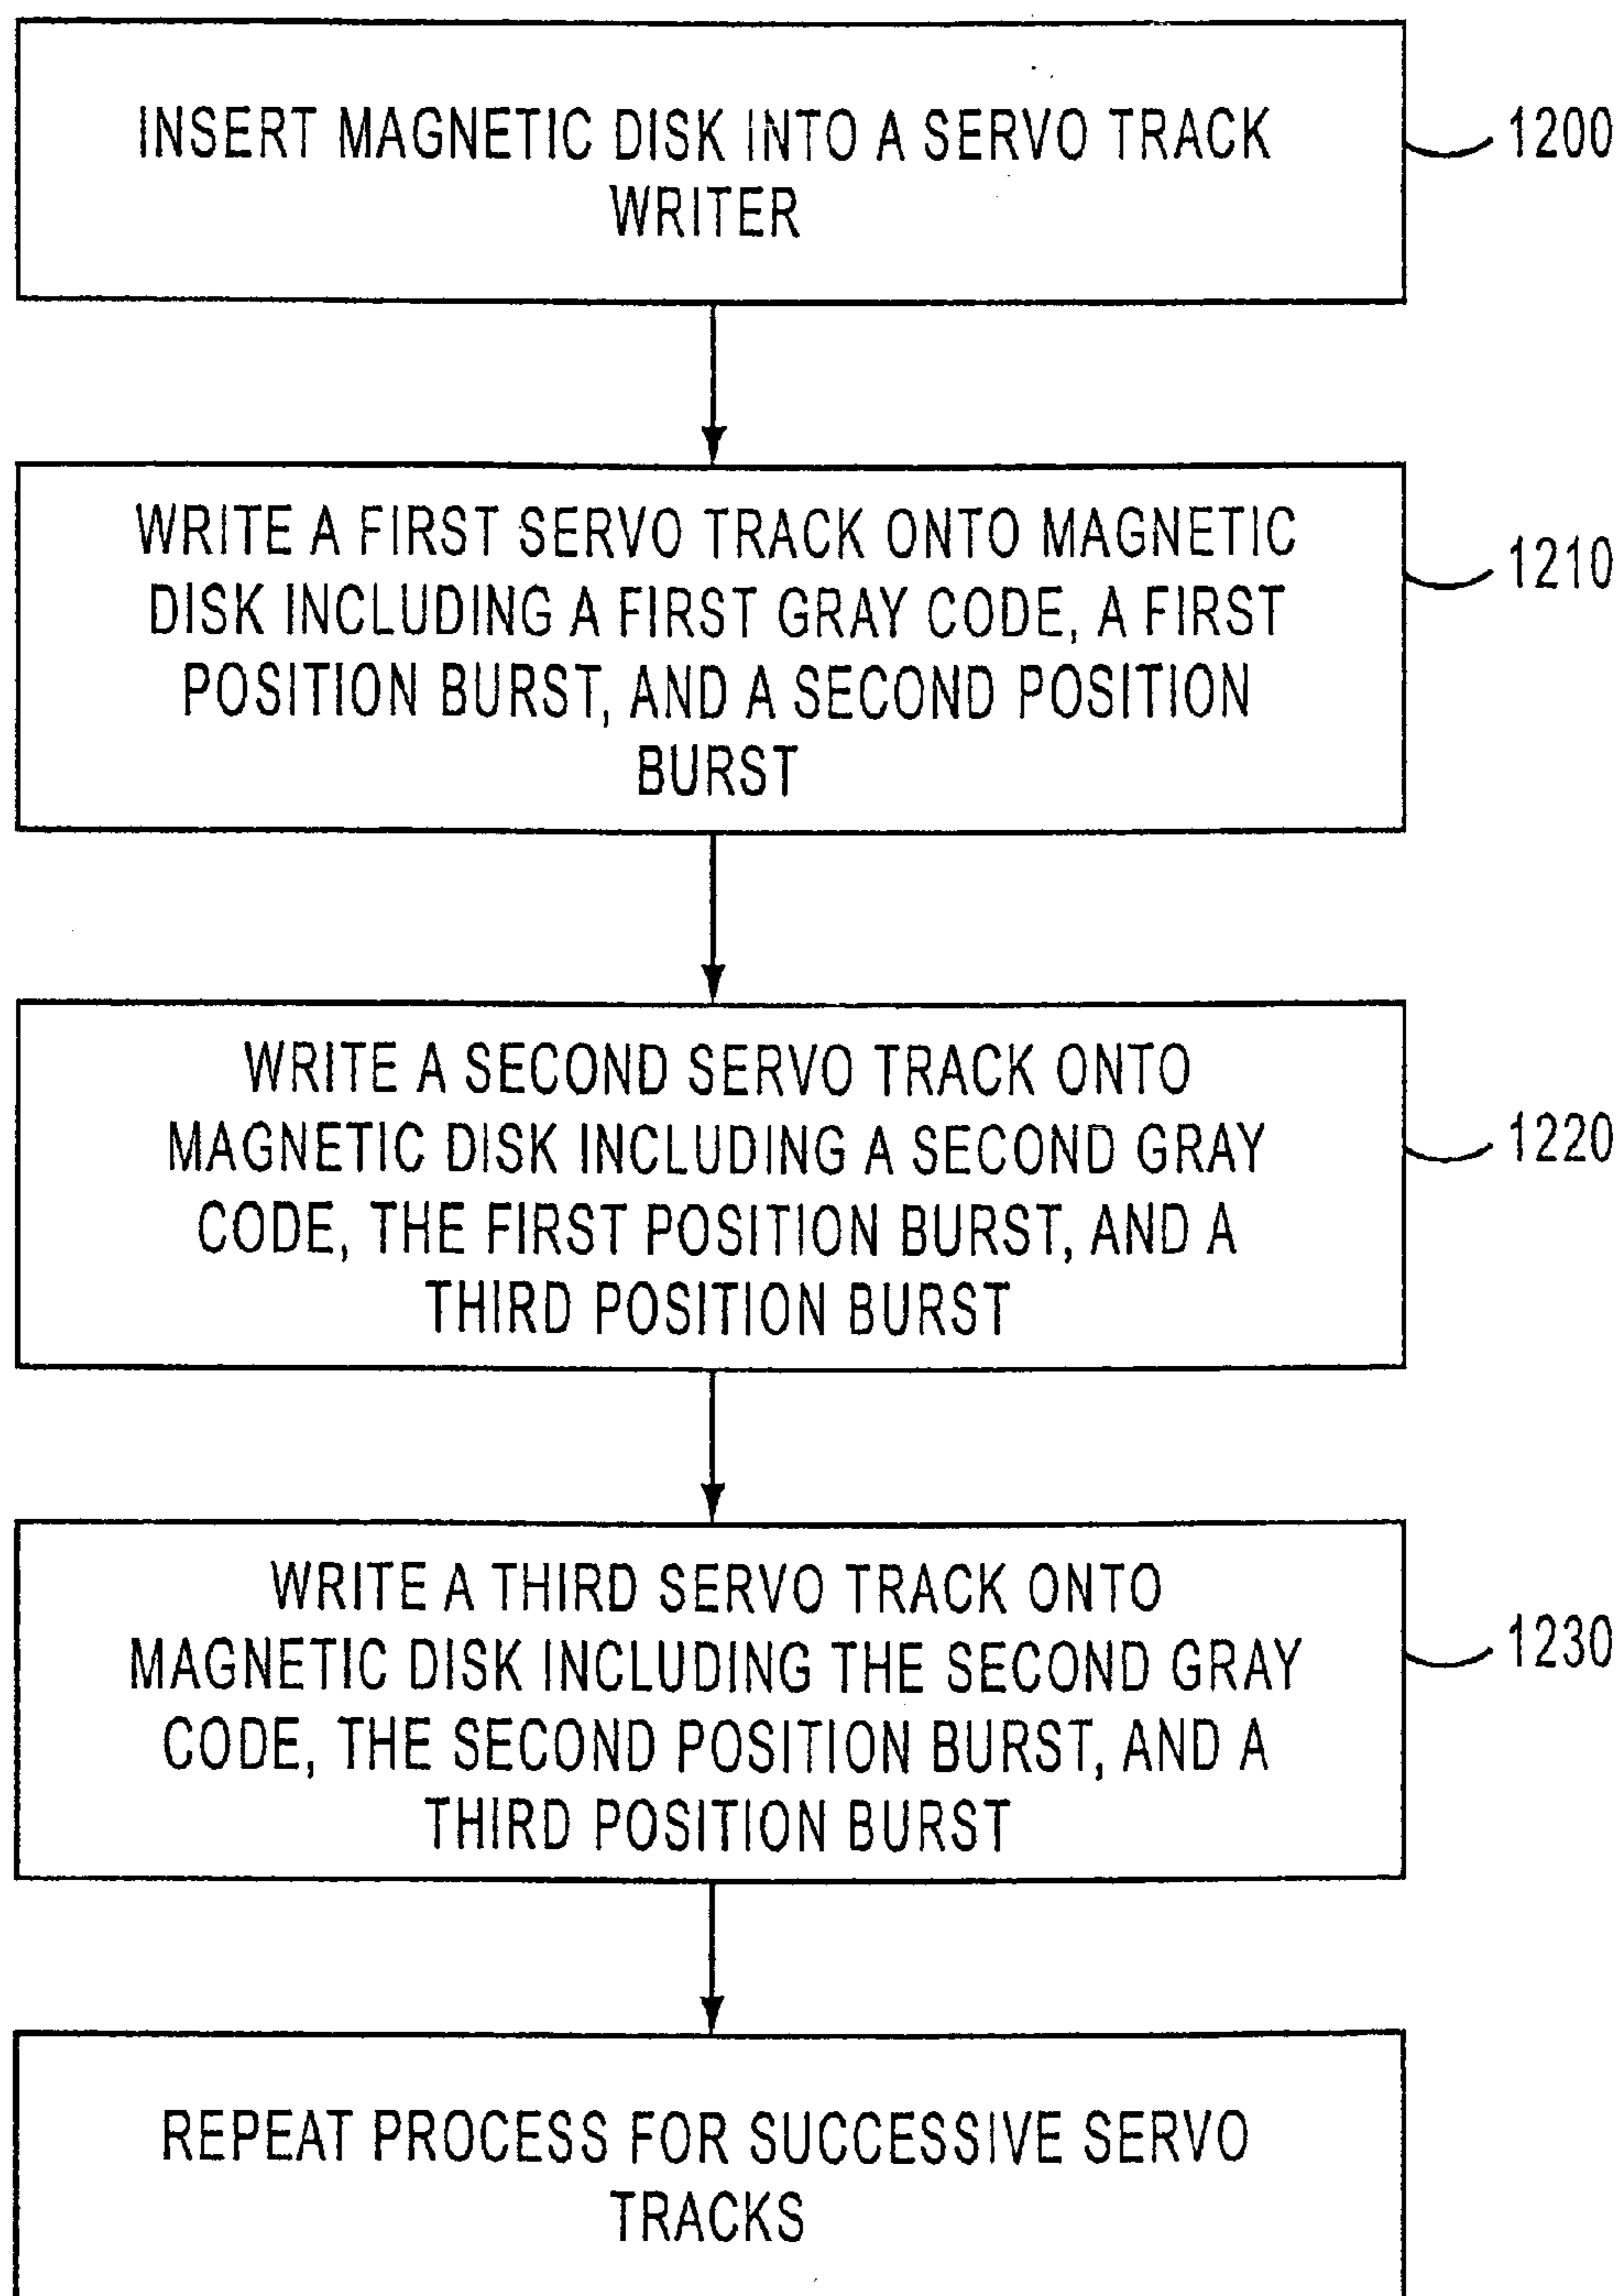 INSERT MAGNETIC DISK INTO A SERVO TRACK
WRITER
1200
WRITE A FIRST SERVO TRACK ONTO MAGNETIC
DISK INCLUDING A FIRST GRAY CODE, A FIRST
POSITION BURST, AND A SECOND POSITION
BURST
1210
WRITE A SECOND SERVO TRACK ONTO
MAGNETIC DISK INCLUDING A SECOND GRAY
CODE, THE FIRST POSITION BURST, AND A
THIRD POSITION BURST
1220
WRITE A THIRD SERVO TRACK ONTO
MAGNETIC DISK INCLUDING THE SECOND GRAY
CODE, THE SECOND POSITION BURST, AND A
THIRD POSITION BURST
1230
REPEAT PROCESS FOR SUCCESSIVE SERVO
TRACKS